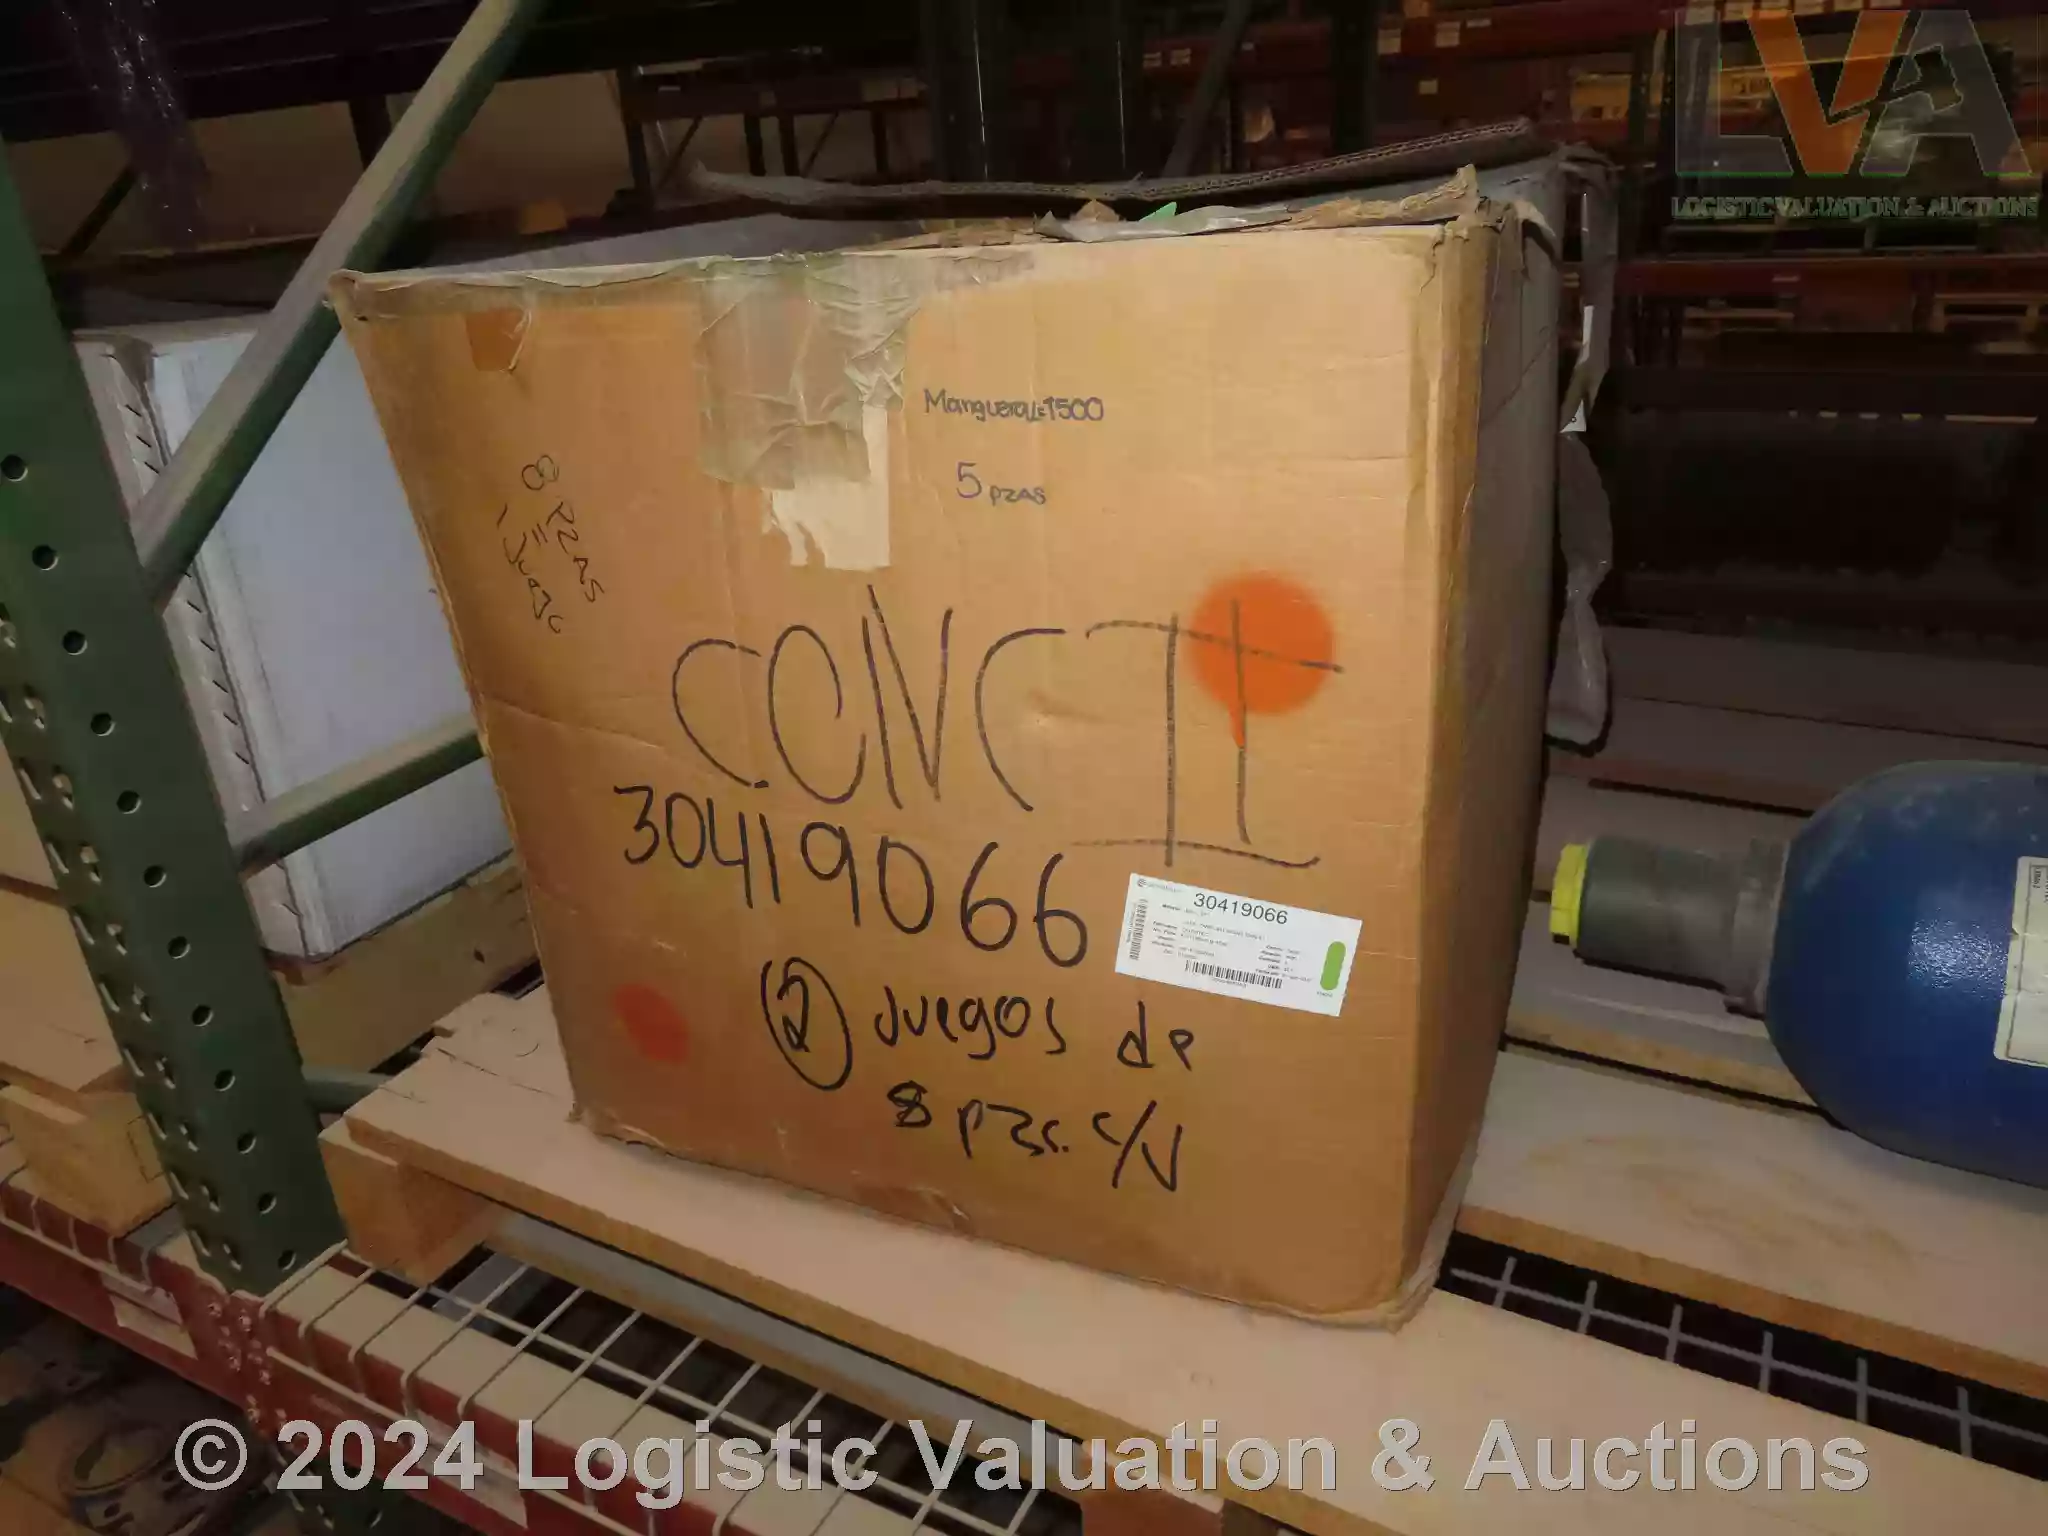 LVA
LOGISTIC VALUATION & AUCTIONS
Manguera L=1500
5 pzas
8 PZAS
=
1 JUEGO
CONC II
30419066
30419066
2 Juegos de
8 pzs. c/u
© 2024 Logistic Valuation & Auctions